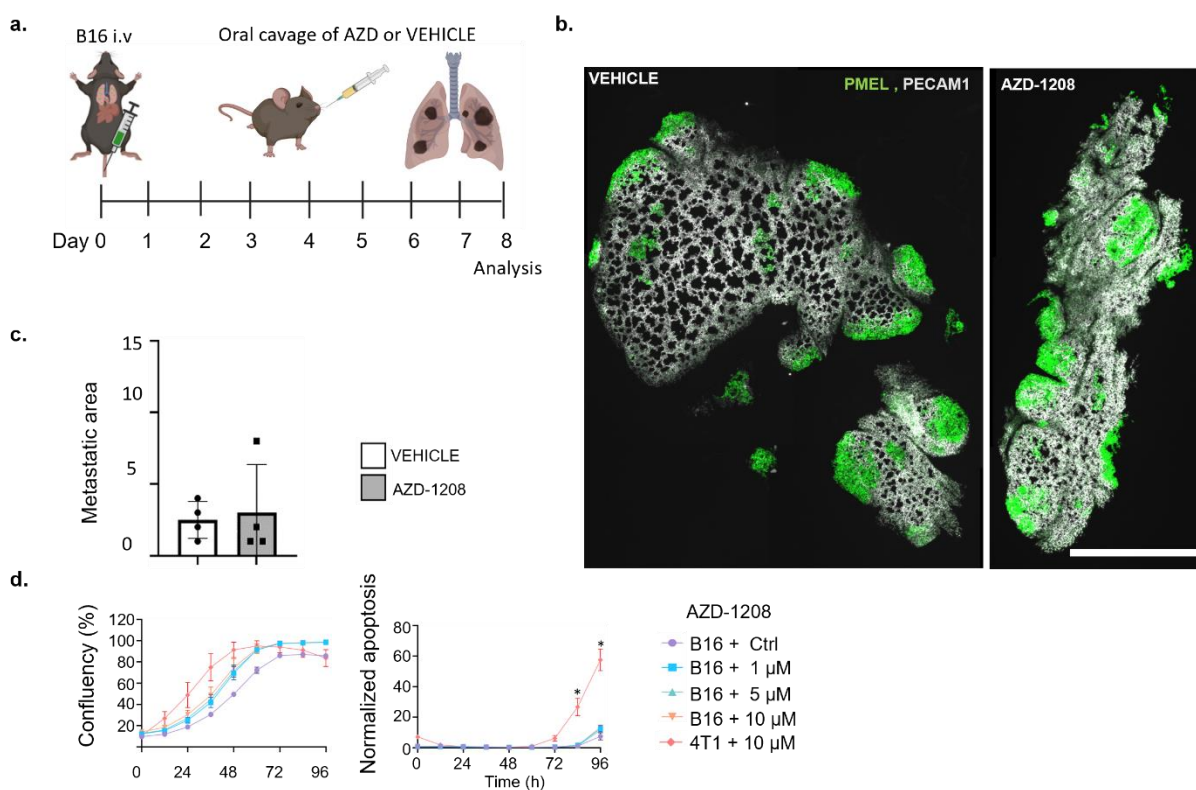 a.
B16 i.v
Oral cavage of AZD or VEHICLE
Day 0 1 2 3 4 5 6 7 8
Analysis
b.
VEHICLE
PMEL , PECAM1
AZD-1208
c.
Metastatic area
15
10
5
0
VEHICLE
AZD-1208
d.
Confluency (%)
120
100
80
60
40
20
0 24 48 72 96
Normalized apoptosis
80
60
40
20
0
* *
0 24 48 72 96
Time (h)
AZD-1208
B16 + Ctrl
B16 + 1 µM
B16 + 5 µM
B16 + 10 µM
4T1 + 10 µM